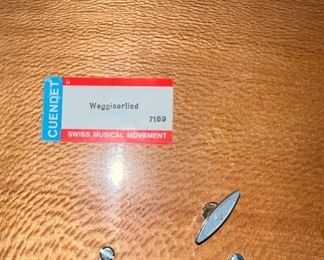 CUENDET
Weggiserlied
7169
SWISS MUSICAL MOVEMENT